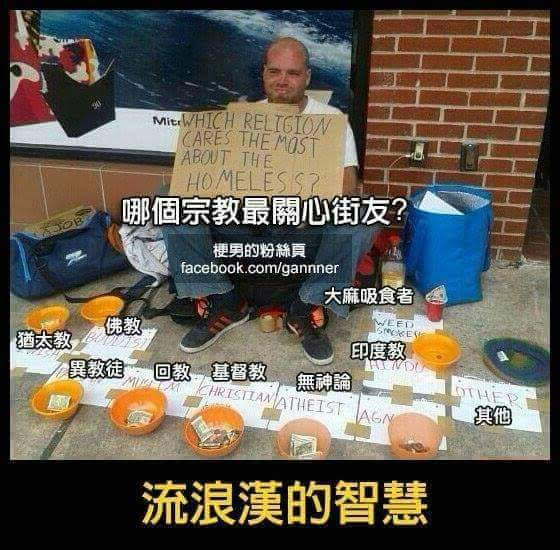 Mit
WHICH RELIGION
CARES THE MOST
ABOUT THE
HOMELESS?
哪個宗教最關心街友?
梗男的粉絲頁
facebook.com/gannner
大麻吸食者
WEED
SMOKER
佛教
猶太教
BUDDIST
印度教
HINDU
異教徒
回教
基督教
無神論
MUSLIM
CHRISTIAN
ATHEIST
AGN
OTHER
其他
流浪漢的智慧